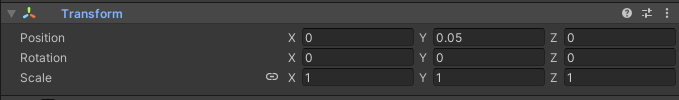 Transform
Position X 0 Y 0.05 Z 0
Rotation X 0 Y 0 Z 0
Scale X 1 Y 1 Z 1